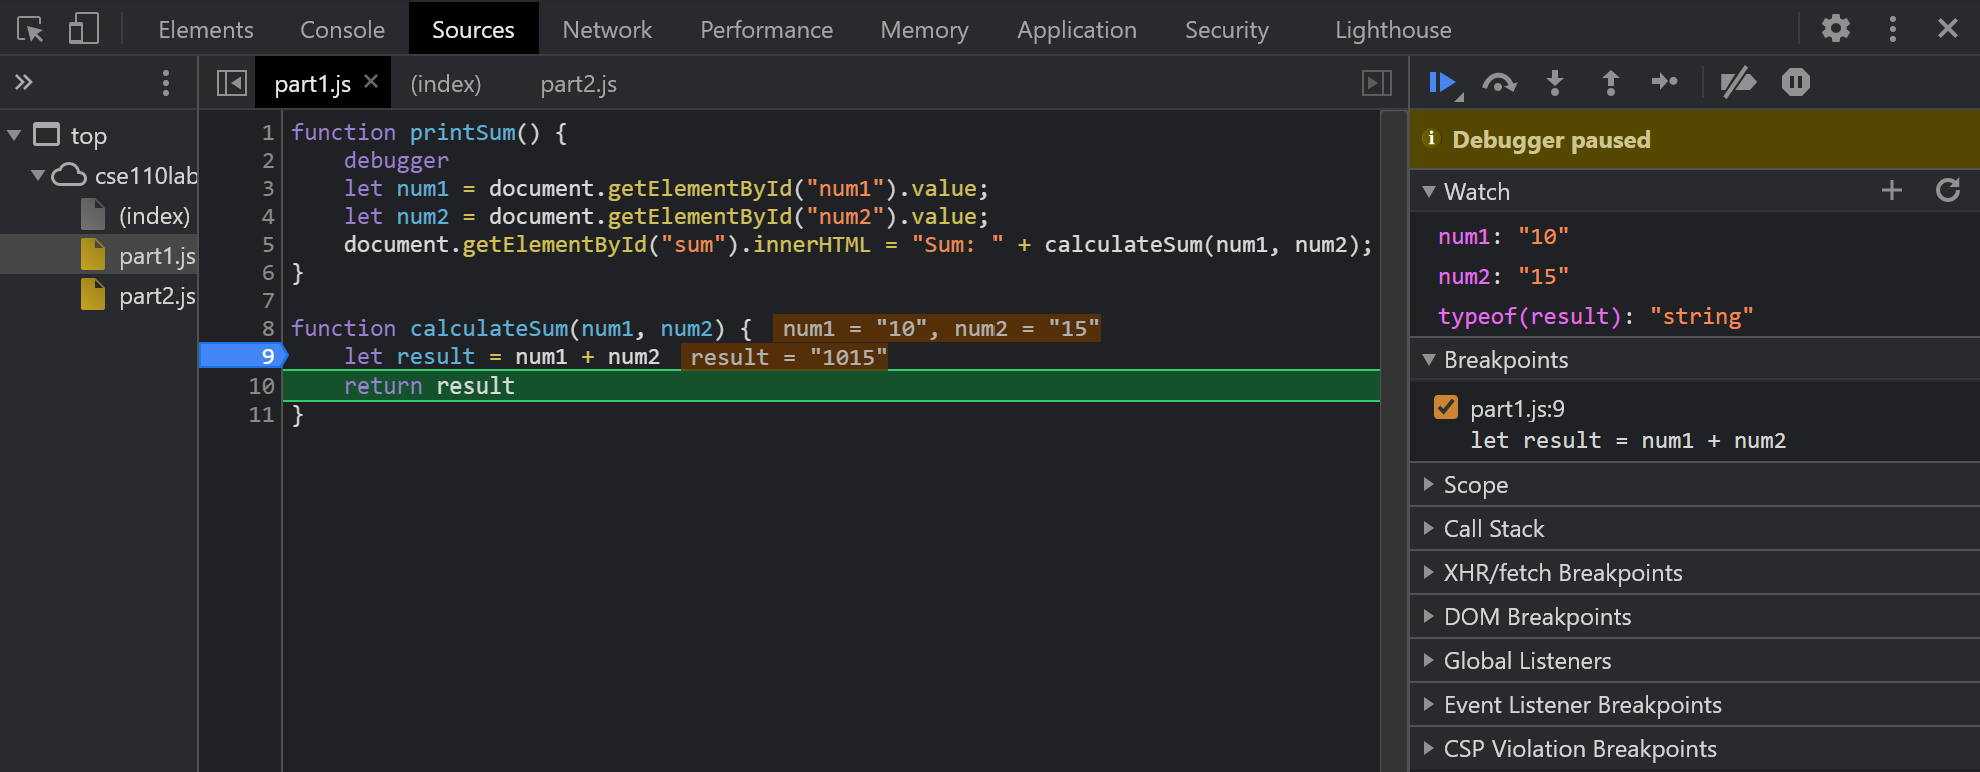 Elements Console Sources Network Performance Memory Application Security Lighthouse
part1.js (index) part2.js
top
cse110lab
(index)
part1.js
part2.js
1 function printSum() {
2 debugger
3 let num1 = document.getElementById("num1").value;
4 let num2 = document.getElementById("num2").value;
5 document.getElementById("sum").innerHTML = "Sum: " + calculateSum(num1, num2);
6 }
7
8 function calculateSum(num1, num2) { num1 = "10", num2 = "15"
9 let result = num1 + num2 result = "1015"
10 return result
11 }
Debugger paused
Watch
num1: "10"
num2: "15"
typeof(result): "string"
Breakpoints
part1.js:9
let result = num1 + num2
Scope
Call Stack
XHR/fetch Breakpoints
DOM Breakpoints
Global Listeners
Event Listener Breakpoints
CSP Violation Breakpoints